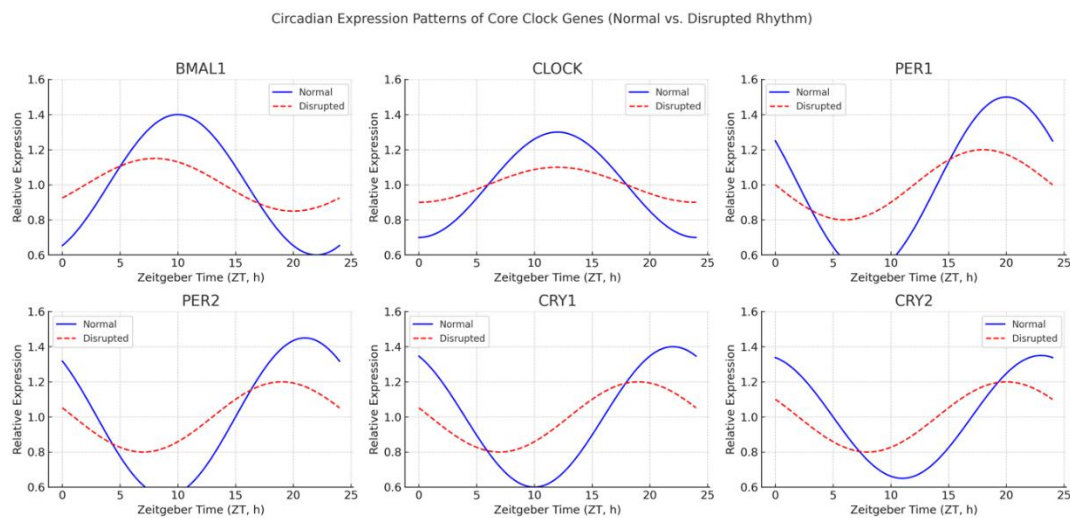 Circadian Expression Patterns of Core Clock Genes (Normal vs. Disrupted Rhythm)
BMAL1
Relative Expression
1.6
1.4
1.2
1.0
0.8
0.6
Normal
Disrupted
0 5 10 15 20 25
Zeitgeber Time (ZT, h)
CLOCK
Relative Expression
1.6
1.4
1.2
1.0
0.8
0.6
Normal
Disrupted
0 5 10 15 20 25
Zeitgeber Time (ZT, h)
PER1
Relative Expression
1.6
1.4
1.2
1.0
0.8
0.6
Normal
Disrupted
0 5 10 15 20 25
Zeitgeber Time (ZT, h)
PER2
Relative Expression
1.6
1.4
1.2
1.0
0.8
0.6
Normal
Disrupted
0 5 10 15 20 25
Zeitgeber Time (ZT, h)
CRY1
Relative Expression
1.6
1.4
1.2
1.0
0.8
0.6
Normal
Disrupted
0 5 10 15 20 25
Zeitgeber Time (ZT, h)
CRY2
Relative Expression
1.6
1.4
1.2
1.0
0.8
0.6
Normal
Disrupted
0 5 10 15 20 25
Zeitgeber Time (ZT, h)